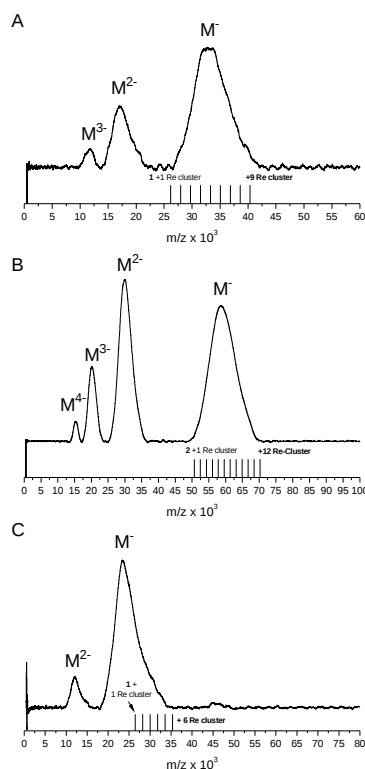 A
M-
M2-
M3-
1 +1 Re cluster +9 Re cluster
0 5 10 15 20 25 30 35 40 45 50 55 60
m/z x 10³
B
M2-
M-
M3-
M4-
2 +1 Re cluster +12 Re-Cluster
0 5 10 15 20 25 30 35 40 45 50 55 60 65 70 75 80 85 90 95 100
m/z x 10³
C
M-
M2-
1 +
1 Re cluster
+ 6 Re cluster
0 5 10 15 20 25 30 35 40 45 50 55 60 65 70 75 80
m/z x 10³